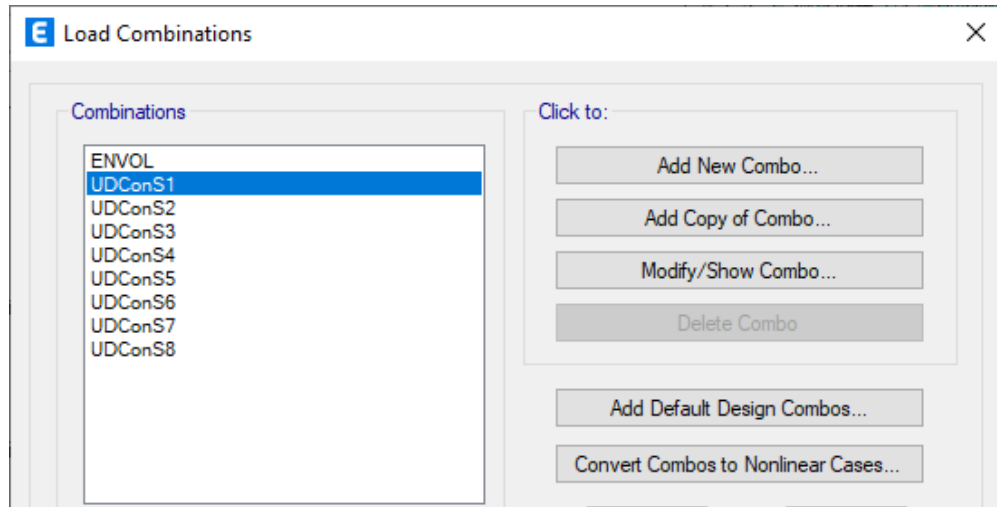 E Load Combinations
Combinations
ENVOL
UDConS1
UDConS2
UDConS3
UDConS4
UDConS5
UDConS6
UDConS7
UDConS8
Click to:
Add New Combo...
Add Copy of Combo...
Modify/Show Combo...
Delete Combo
Add Default Design Combos...
Convert Combos to Nonlinear Cases...